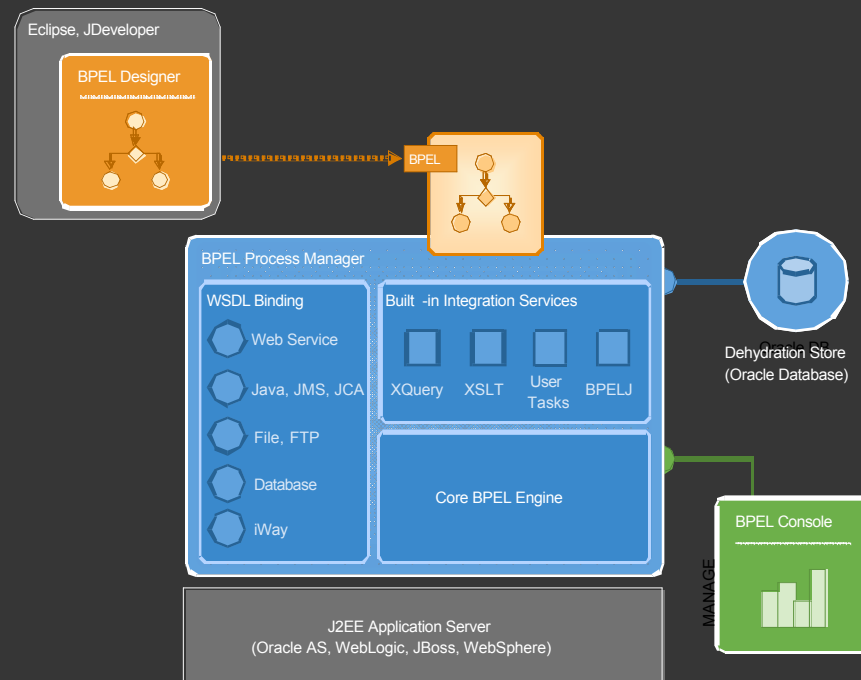 Eclipse, JDeveloper
BPEL Designer
BPEL
BPEL Process Manager
WSDL Binding
Web Service
Java, JMS, JCA
File, FTP
Database
iWay
Built -in Integration Services
XQuery
XSLT
User
Tasks
BPELJ
Core BPEL Engine
Oracle DB
Dehydration Store
(Oracle Database)
BPEL Console
MANAGE
J2EE Application Server
(Oracle AS, WebLogic, JBoss, WebSphere)